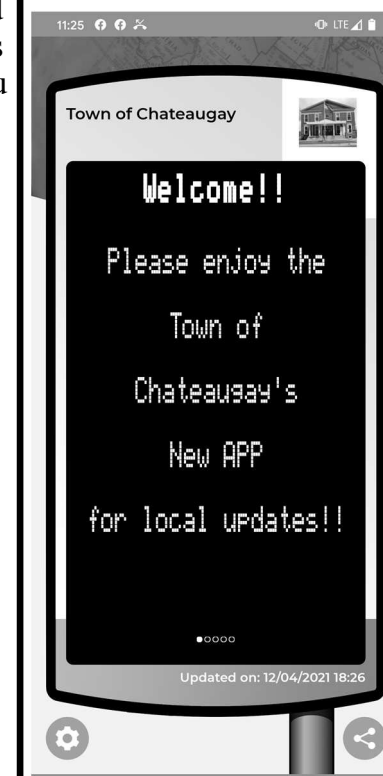 11:25 LTE
Town of Chateaugay
Welcome!!
Please enjoy the
Town of
Chateaugay's
New APP
for local updates!!
Updated on: 12/04/2021 18:26